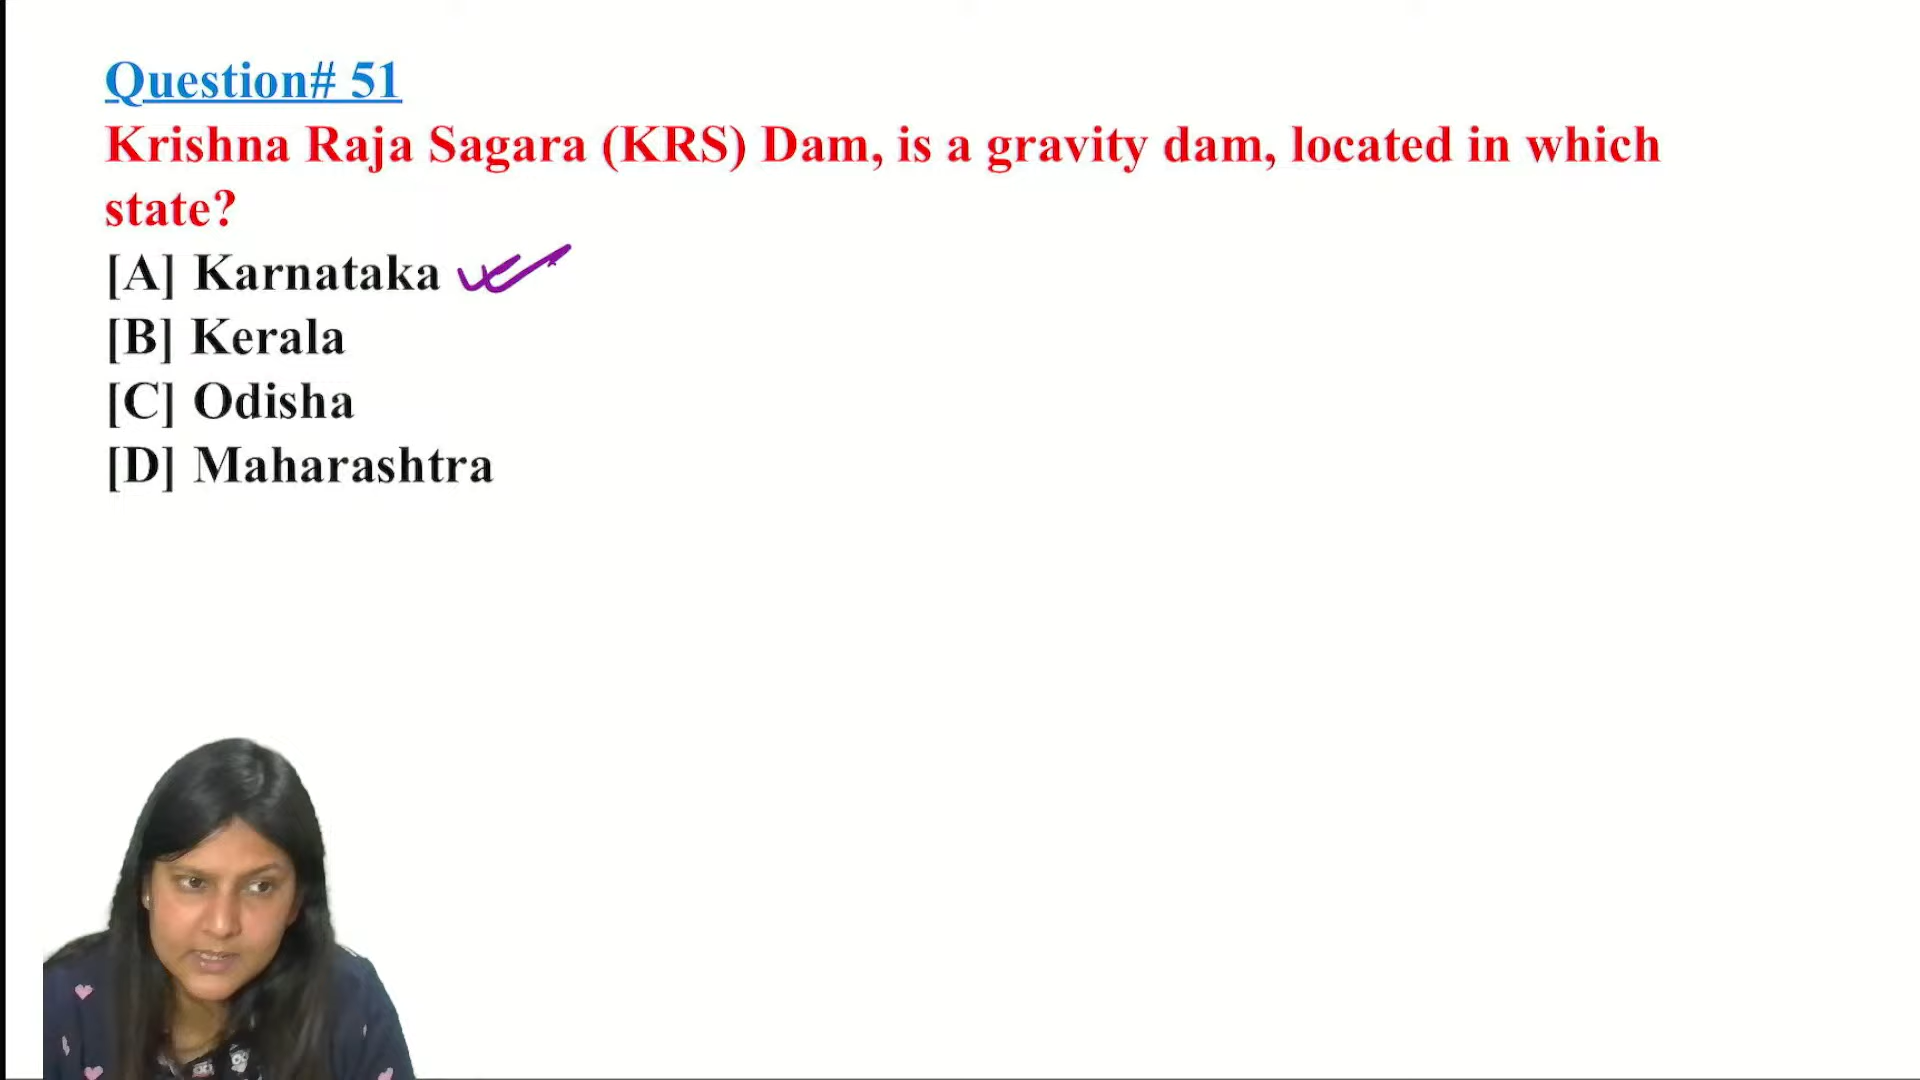 Question# 51
Krishna Raja Sagara (KRS) Dam, is a gravity dam, located in which
state?
[A] Karnataka
[B] Kerala
[C] Odisha
[D] Maharashtra